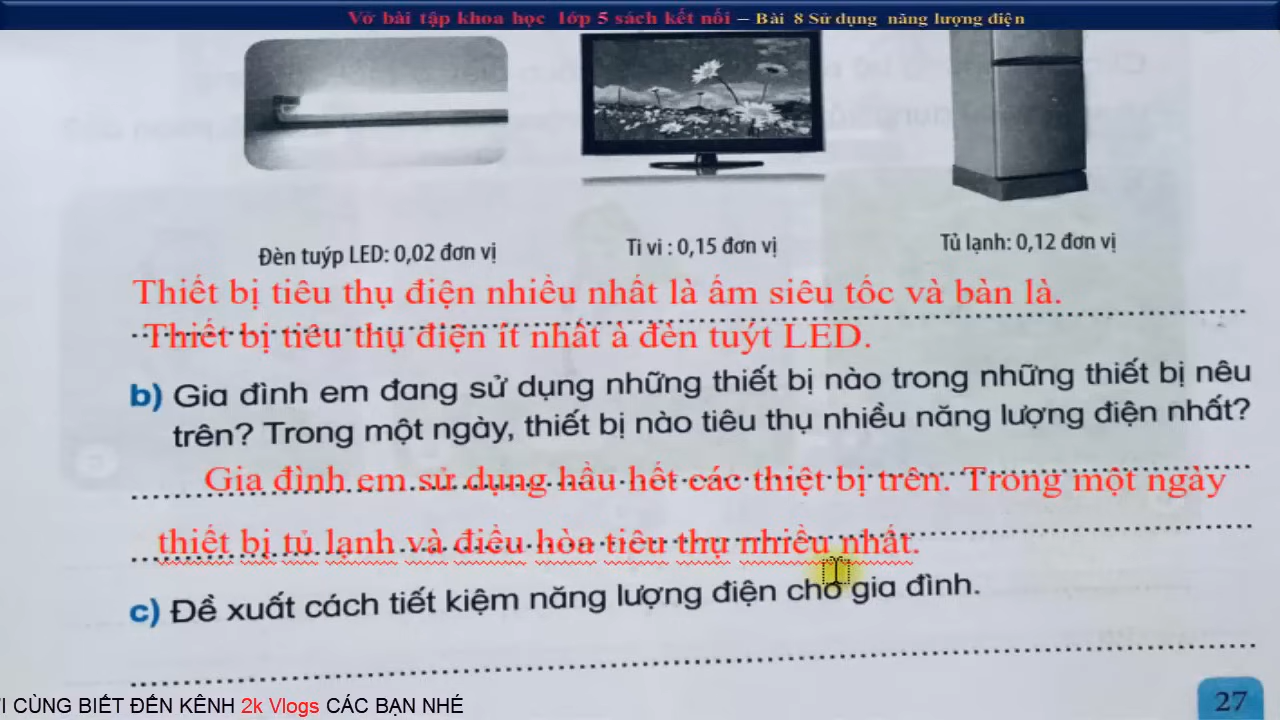 Vở bài tập khoa học lớp 5 sách kết nối – Bài 8 Sử dụng năng lượng điện
Đèn tuýp LED: 0,02 đơn vị
Ti vi : 0,15 đơn vị
Tủ lạnh: 0,12 đơn vị
Thiết bị tiêu thụ điện nhiều nhất là ấm siêu tốc và bàn là.
Thiết bị tiêu thụ điện ít nhất à đèn tuýt LED.
b) Gia đình em đang sử dụng những thiết bị nào trong những thiết bị nêu
trên? Trong một ngày, thiết bị nào tiêu thụ nhiều năng lượng điện nhất?
Gia đình em sử dụng hầu hết các thiệt bị trên. Trong một ngày
thiết bị tủ lạnh và điều hòa tiêu thụ nhiều nhất.
c) Đề xuất cách tiết kiệm năng lượng điện cho gia đình.
27
I CÙNG BIẾT ĐẾN KÊNH 2k Vlogs CÁC BẠN NHÉ